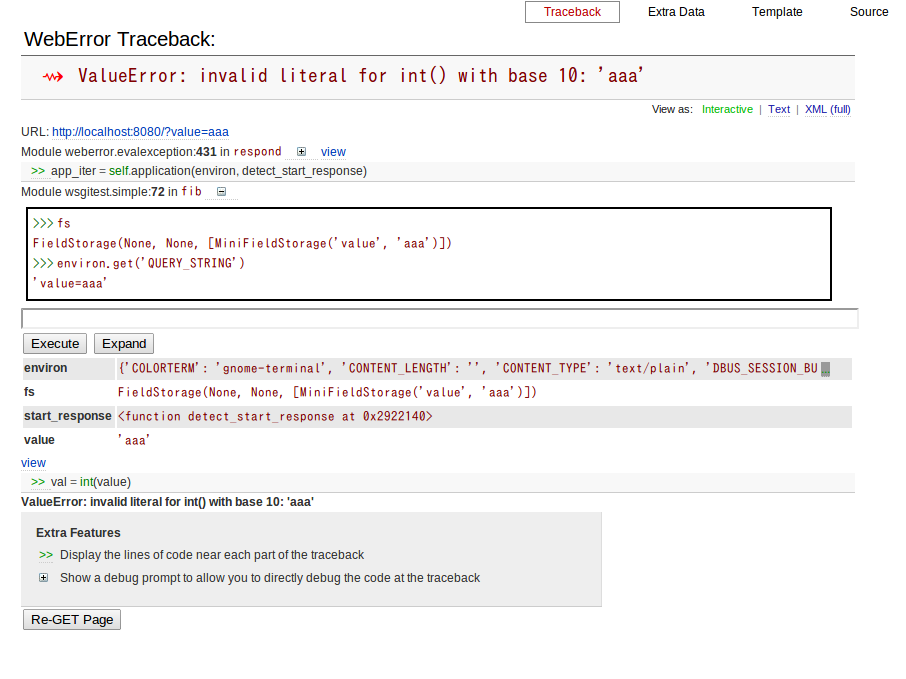 Traceback Extra Data Template Source
WebError Traceback:
⇝ ValueError: invalid literal for int() with base 10: 'aaa'
View as: Interactive | Text | XML (full)
URL: http://localhost:8080/?value=aaa
Module weberror.evalexception:431 in respond view
>> app_iter = self.application(environ, detect_start_response)
Module wsgitest.simple:72 in fib
>>> fs
FieldStorage(None, None, [MiniFieldStorage('value', 'aaa')])
>>> environ.get('QUERY_STRING')
'value=aaa'
Execute Expand
environ {'COLORTERM': 'gnome-terminal', 'CONTENT_LENGTH': '', 'CONTENT_TYPE': 'text/plain', 'DBUS_SESSION_BU...
fs FieldStorage(None, None, [MiniFieldStorage('value', 'aaa')])
start_response <function detect_start_response at 0x2922140>
value 'aaa'
view
>> val = int(value)
ValueError: invalid literal for int() with base 10: 'aaa'
Extra Features
>> Display the lines of code near each part of the traceback
Show a debug prompt to allow you to directly debug the code at the traceback
Re-GET Page